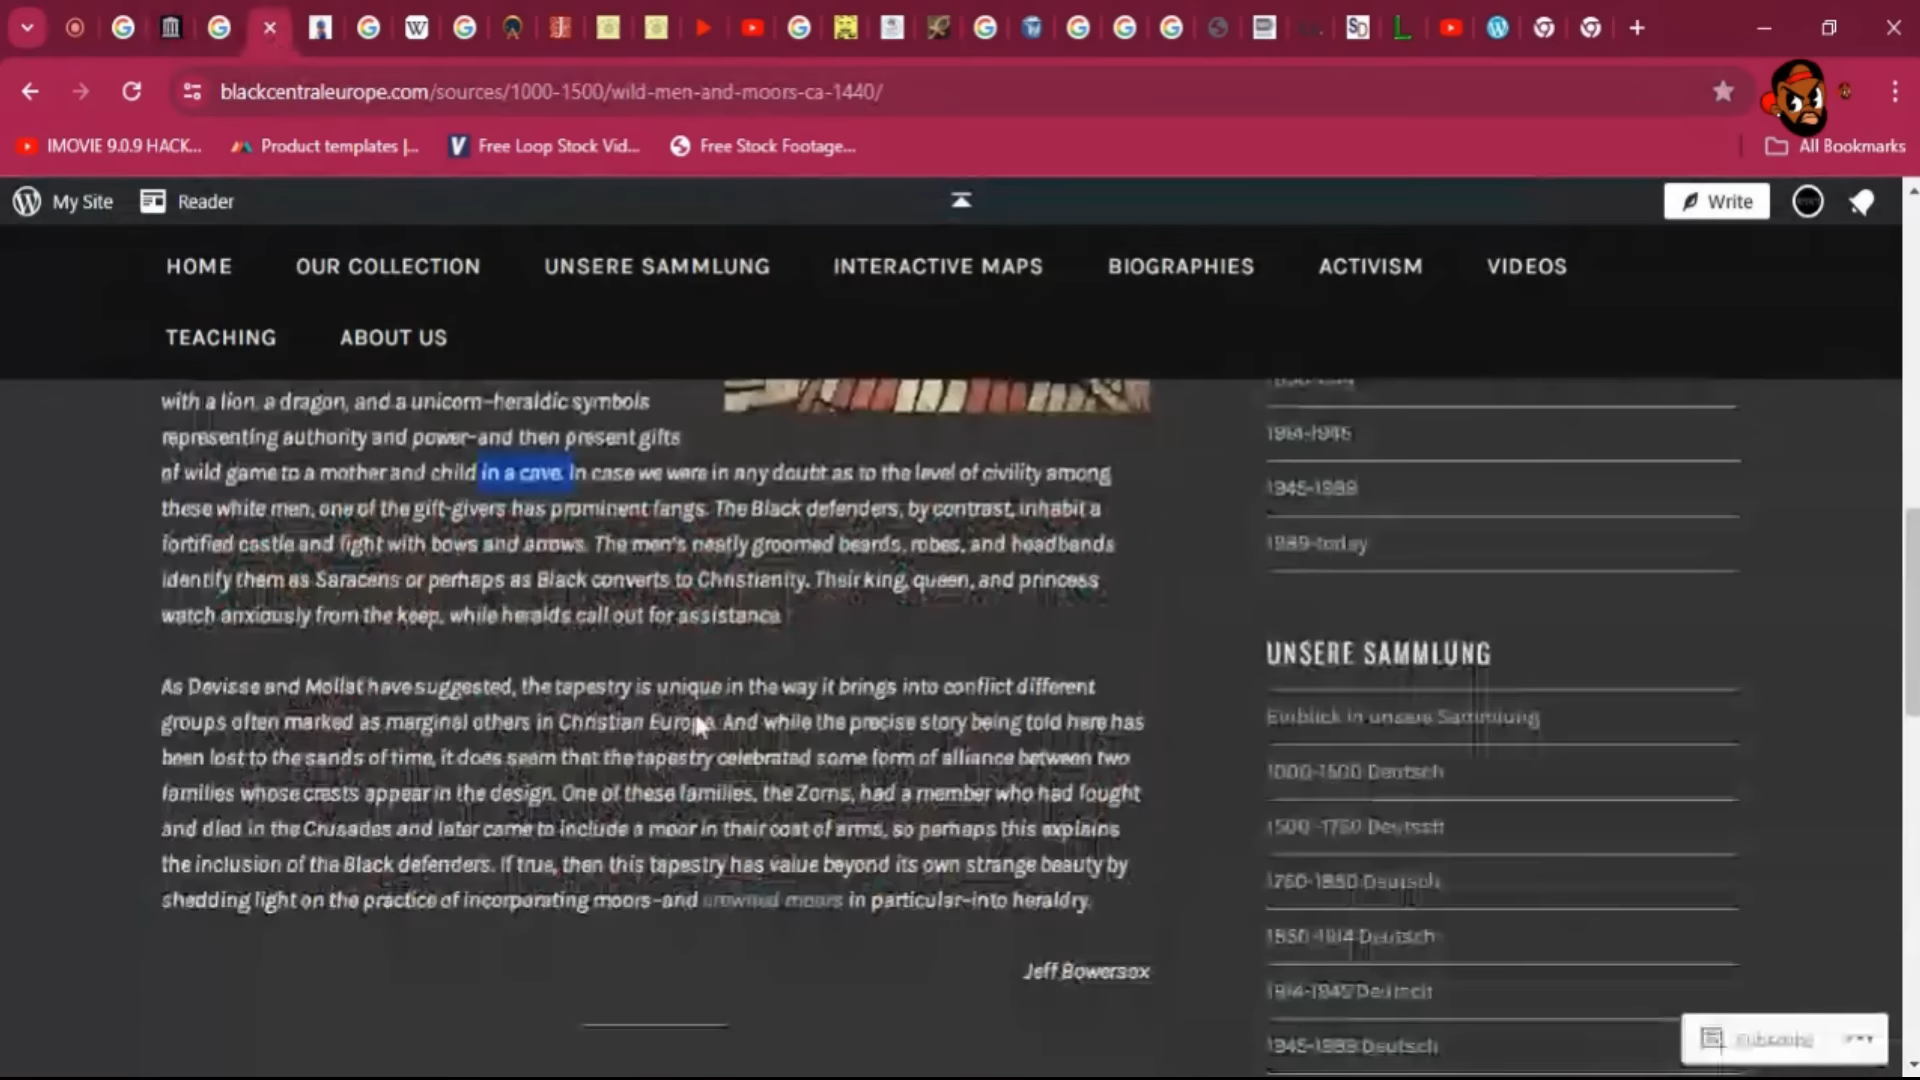 blackcentraleurope.com/sources/1000-1500/wild-men-and-moors-ca-1440/
IMOVIE 9.0.9 HACK... Product templates |... Free Loop Stock Vid... Free Stock Footage... All Bookmarks
My Site Reader Write
HOME OUR COLLECTION UNSERE SAMMLUNG INTERACTIVE MAPS BIOGRAPHIES ACTIVISM VIDEOS
TEACHING ABOUT US
with a lion, a dragon, and a unicorn–heraldic symbols
representing authority and power–and then present gifts
of wild game to a mother and child in a cave. In case we were in any doubt as to the level of civility among
these white men, one of the gift-givers has prominent fangs. The Black defenders, by contrast, inhabit a
fortified castle and fight with bows and arrows. The men's neatly groomed beards, robes, and headbands
identify them as Saracens or perhaps as Black converts to Christianity. Their king, queen, and princess
watch anxiously from the keep, while heralds call out for assistance.
As Devisse and Mollat have suggested, the tapestry is unique in the way it brings into conflict different
groups often marked as marginal others in Christian Europe. And while the precise story being told here has
been lost to the sands of time, it does seem that the tapestry celebrated some form of alliance between two
families whose crests appear in the design. One of these families, the Zorns, had a member who had fought
and died in the Crusades and later came to include a moor in their coat of arms, so perhaps this explains
the inclusion of the Black defenders. If true, then this tapestry has value beyond its own strange beauty by
shedding light on the practice of incorporating moors–and crowned moors in particular–into heraldry.
Jeff Bowersox
1914-1945
1945-1989
1989-today
UNSERE SAMMLUNG
Einblick in unsere Sammlung
1000-1500 Deutsch
1500-1750 Deutsch
1750-1850 Deutsch
1850-1914 Deutsch
1914-1945 Deutsch
1945-1989 Deutsch
Subscribe